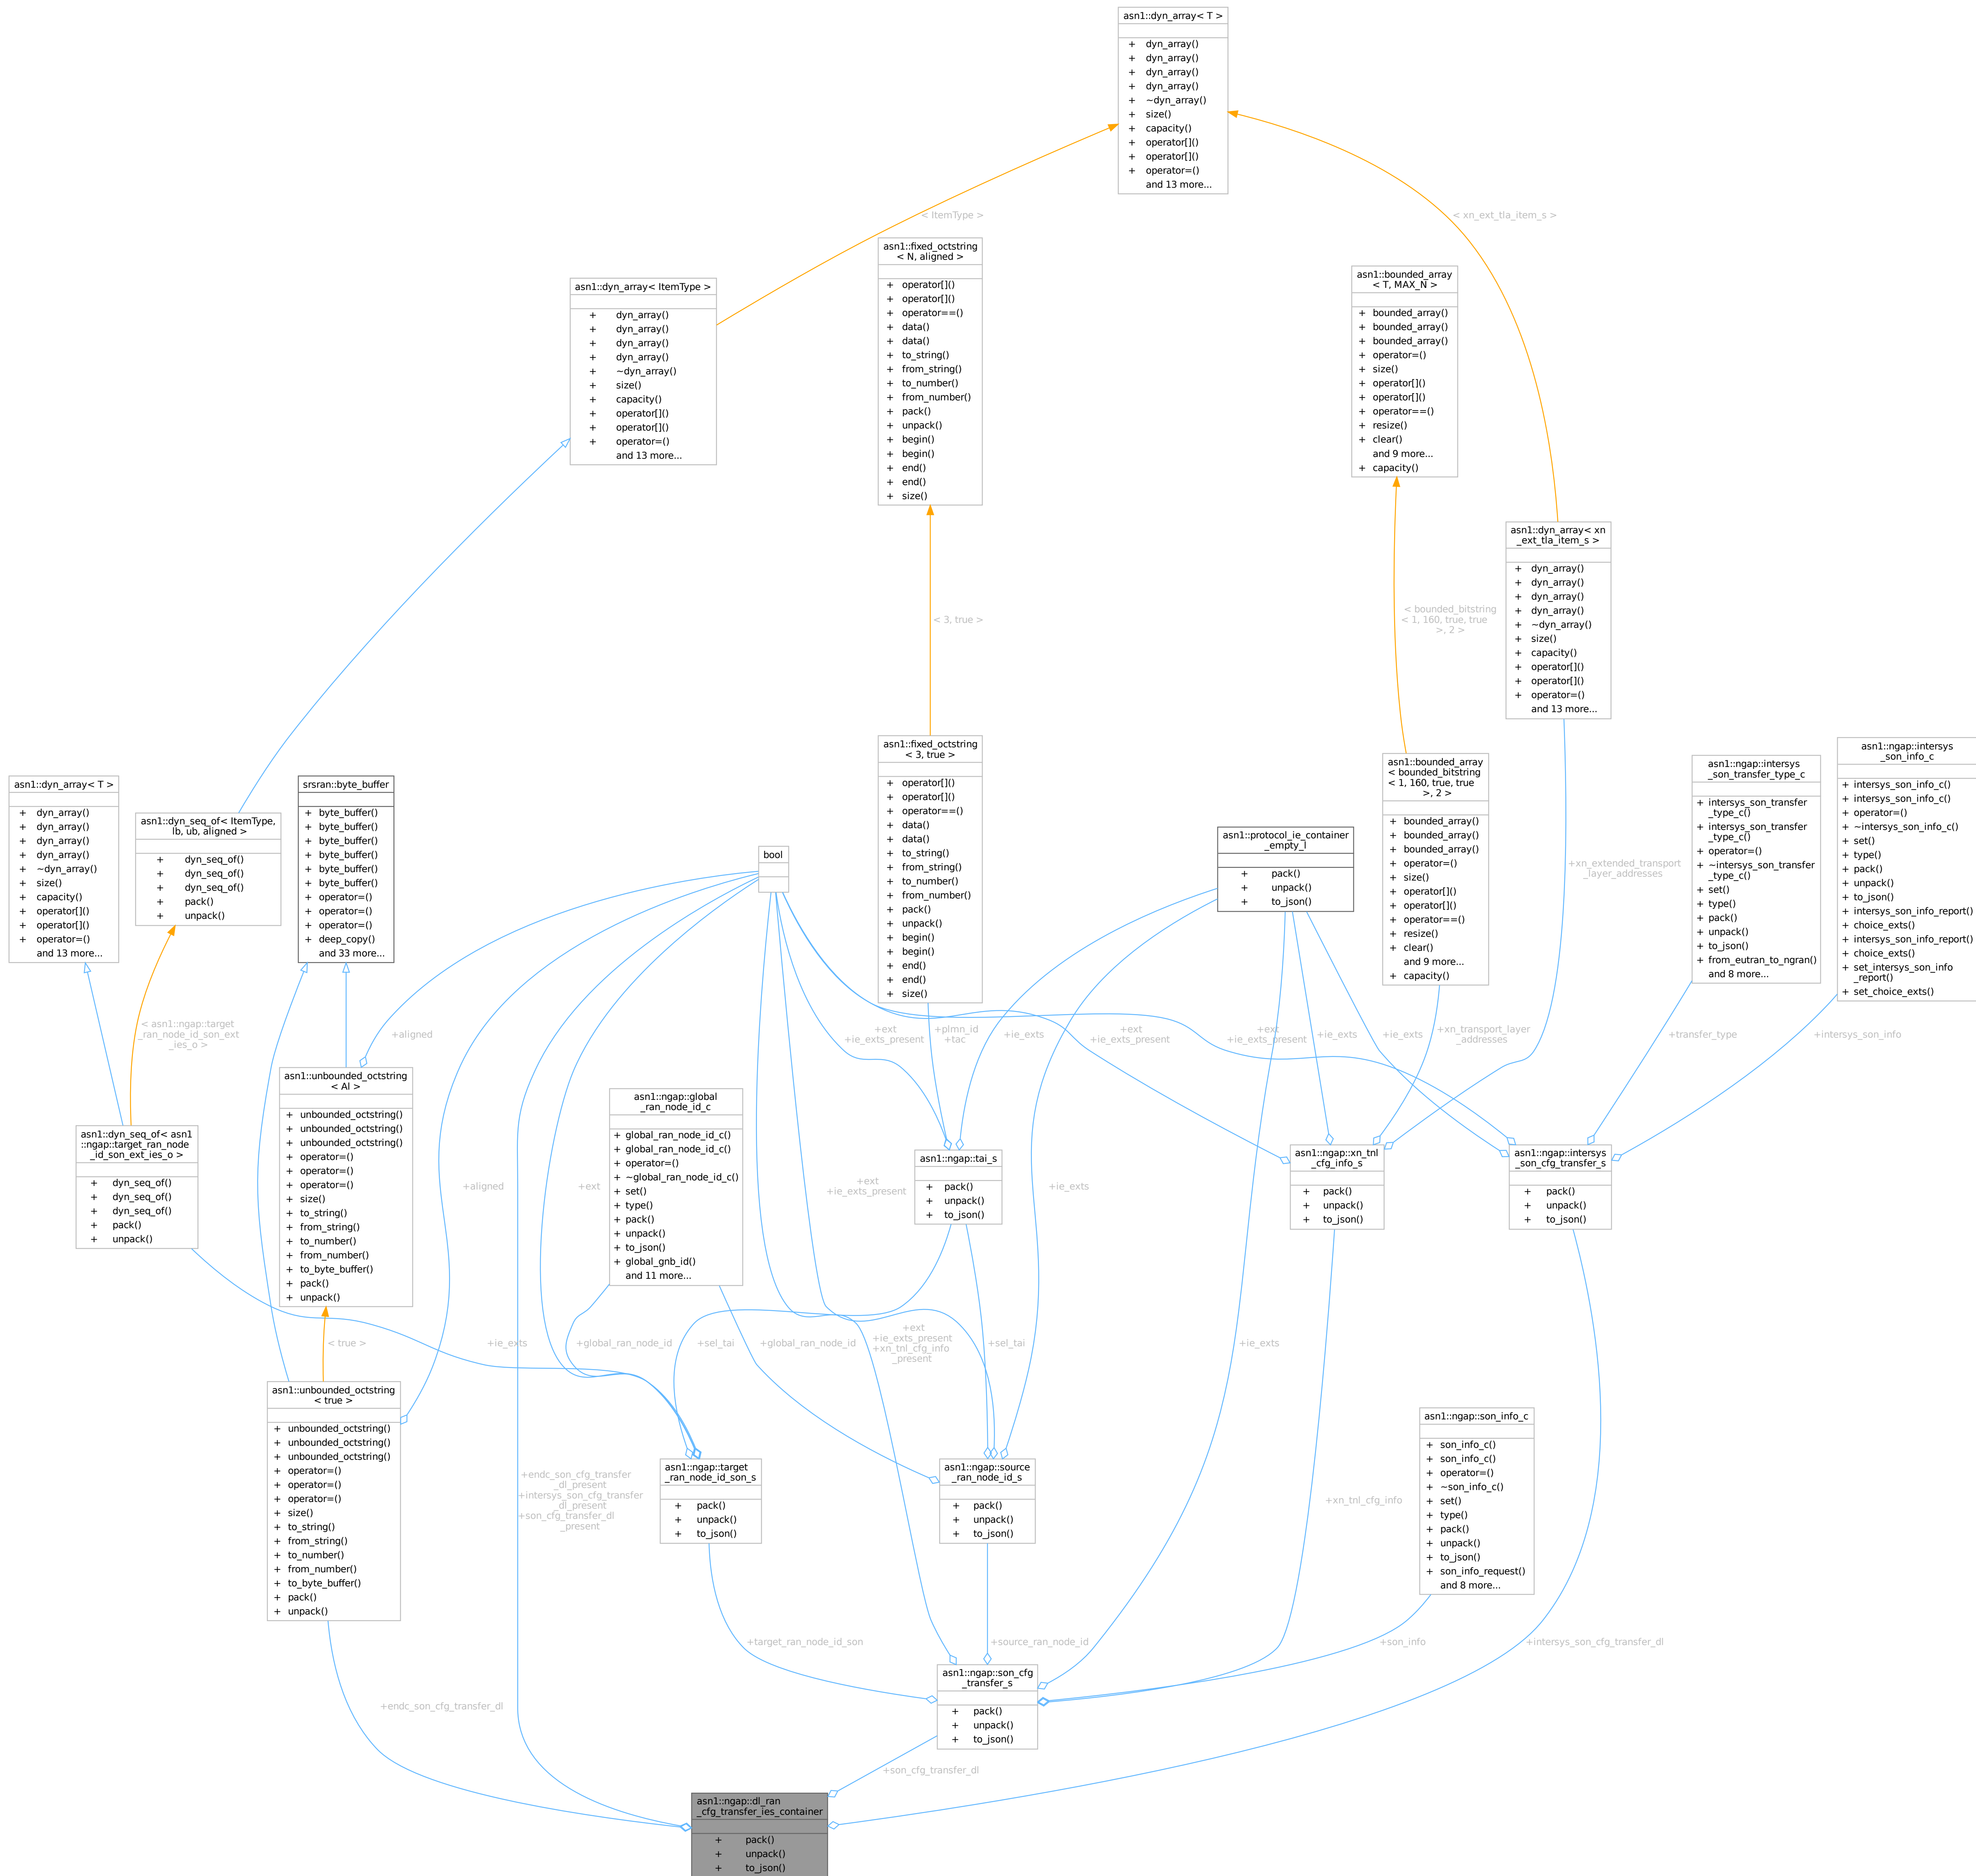 asn1::dyn_array< T >
+ dyn_array()
+ dyn_array()
+ dyn_array()
+ dyn_array()
+ ~dyn_array()
+ size()
+ capacity()
+ operator[]()
+ operator[]()
+ operator=()
and 13 more...
< ItemType >
< xn_ext_tla_item_s >
asn1::fixed_octstring
< N, aligned >
+ operator[]()
+ operator[]()
+ operator==()
+ data()
+ data()
+ to_string()
+ from_string()
+ to_number()
+ from_number()
+ pack()
+ unpack()
+ begin()
+ begin()
+ end()
+ end()
+ size()
asn1::bounded_array
< T, MAX_N >
+ bounded_array()
+ bounded_array()
+ bounded_array()
+ operator=()
+ size()
+ operator[]()
+ operator[]()
+ operator==()
+ resize()
+ clear()
and 9 more...
+ capacity()
asn1::dyn_array< ItemType >
+ dyn_array()
+ dyn_array()
+ dyn_array()
+ dyn_array()
+ ~dyn_array()
+ size()
+ capacity()
+ operator[]()
+ operator[]()
+ operator=()
and 13 more...
asn1::dyn_array< xn
_ext_tla_item_s >
+ dyn_array()
+ dyn_array()
+ dyn_array()
+ dyn_array()
+ ~dyn_array()
+ size()
+ capacity()
+ operator[]()
+ operator[]()
+ operator=()
and 13 more...
< 3, true >
< bounded_bitstring
< 1, 160, true, true
>, 2 >
asn1::dyn_array< T >
+ dyn_array()
+ dyn_array()
+ dyn_array()
+ dyn_array()
+ ~dyn_array()
+ size()
+ capacity()
+ operator[]()
+ operator[]()
+ operator=()
and 13 more...
asn1::dyn_seq_of< ItemType,
lb, ub, aligned >
+ dyn_seq_of()
+ dyn_seq_of()
+ dyn_seq_of()
+ pack()
+ unpack()
srsran::byte_buffer
+ byte_buffer()
+ byte_buffer()
+ byte_buffer()
+ byte_buffer()
+ byte_buffer()
+ byte_buffer()
+ operator=()
+ operator=()
+ operator=()
+ deep_copy()
and 33 more...
bool
asn1::fixed_octstring
< 3, true >
+ operator[]()
+ operator[]()
+ operator==()
+ data()
+ data()
+ to_string()
+ from_string()
+ to_number()
+ from_number()
+ pack()
+ unpack()
+ begin()
+ begin()
+ end()
+ end()
+ size()
asn1::protocol_ie_container
_empty_l
+ pack()
+ unpack()
+ to_json()
asn1::bounded_array
< bounded_bitstring
< 1, 160, true, true
>, 2 >
+ bounded_array()
+ bounded_array()
+ bounded_array()
+ operator=()
+ size()
+ operator[]()
+ operator[]()
+ operator==()
+ resize()
+ clear()
and 9 more...
+ capacity()
+xn_extended_transport
_layer_addresses
asn1::ngap::intersys
_son_transfer_type_c
+ intersys_son_transfer
_type_c()
+ intersys_son_transfer
_type_c()
+ operator=()
+ ~intersys_son_transfer
_type_c()
+ set()
+ type()
+ pack()
+ unpack()
+ to_json()
+ from_eutran_to_ngran()
and 8 more...
asn1::ngap::intersys
_son_info_c
+ intersys_son_info_c()
+ intersys_son_info_c()
+ operator=()
+ ~intersys_son_info_c()
+ set()
+ type()
+ pack()
+ unpack()
+ to_json()
+ intersys_son_info_report()
+ choice_exts()
+ intersys_son_info_report()
+ choice_exts()
+ set_intersys_son_info
_report()
+ set_choice_exts()
< asn1::ngap::target
_ran_node_id_son_ext
_ies_o >
+aligned
+ext
+ie_exts_present
+plmn_id
+tac
+ie_exts
+ext
+ie_exts_present
+ie_exts
+xn_transport_layer
_addresses
+ext
+ie_exts_present
+ie_exts
+transfer_type
+intersys_son_info
asn1::unbounded_octstring
< Al >
+ unbounded_octstring()
+ unbounded_octstring()
+ unbounded_octstring()
+ operator=()
+ operator=()
+ operator=()
+ size()
+ to_string()
+ from_string()
+ to_number()
+ from_number()
+ to_byte_buffer()
+ pack()
+ unpack()
asn1::dyn_seq_of< asn1
::ngap::target_ran_node
_id_son_ext_ies_o >
+ dyn_seq_of()
+ dyn_seq_of()
+ dyn_seq_of()
+ pack()
+ unpack()
+aligned
+ext
asn1::ngap::global
_ran_node_id_c
+ global_ran_node_id_c()
+ global_ran_node_id_c()
+ operator=()
+ ~global_ran_node_id_c()
+ set()
+ type()
+ pack()
+ unpack()
+ to_json()
+ global_gnb_id()
and 11 more...
+ext
+ie_exts_present
asn1::ngap::tai_s
+ pack()
+ unpack()
+ to_json()
+ie_exts
asn1::ngap::xn_tnl
_cfg_info_s
+ pack()
+ unpack()
+ to_json()
asn1::ngap::intersys
_son_cfg_transfer_s
+ pack()
+ unpack()
+ to_json()
< true >
+ie_exts
+global_ran_node_id
+sel_tai
+global_ran_node_id
+ext
+ie_exts_present
+xn_tnl_cfg_info
_present
+sel_tai
+ie_exts
asn1::unbounded_octstring
< true >
+ unbounded_octstring()
+ unbounded_octstring()
+ unbounded_octstring()
+ operator=()
+ operator=()
+ operator=()
+ size()
+ to_string()
+ from_string()
+ to_number()
+ from_number()
+ to_byte_buffer()
+ pack()
+ unpack()
+endc_son_cfg_transfer
_dl_present
+intersys_son_cfg_transfer
_dl_present
+son_cfg_transfer_dl
_present
asn1::ngap::target
_ran_node_id_son_s
+ pack()
+ unpack()
+ to_json()
asn1::ngap::source
_ran_node_id_s
+ pack()
+ unpack()
+ to_json()
+xn_tnl_cfg_info
asn1::ngap::son_info_c
+ son_info_c()
+ son_info_c()
+ operator=()
+ ~son_info_c()
+ set()
+ type()
+ pack()
+ unpack()
+ to_json()
+ son_info_request()
and 8 more...
+target_ran_node_id_son
+source_ran_node_id
+son_info
+intersys_son_cfg_transfer_dl
+endc_son_cfg_transfer_dl
asn1::ngap::son_cfg
_transfer_s
+ pack()
+ unpack()
+ to_json()
+son_cfg_transfer_dl
asn1::ngap::dl_ran
_cfg_transfer_ies_container
+ pack()
+ unpack()
+ to_json()